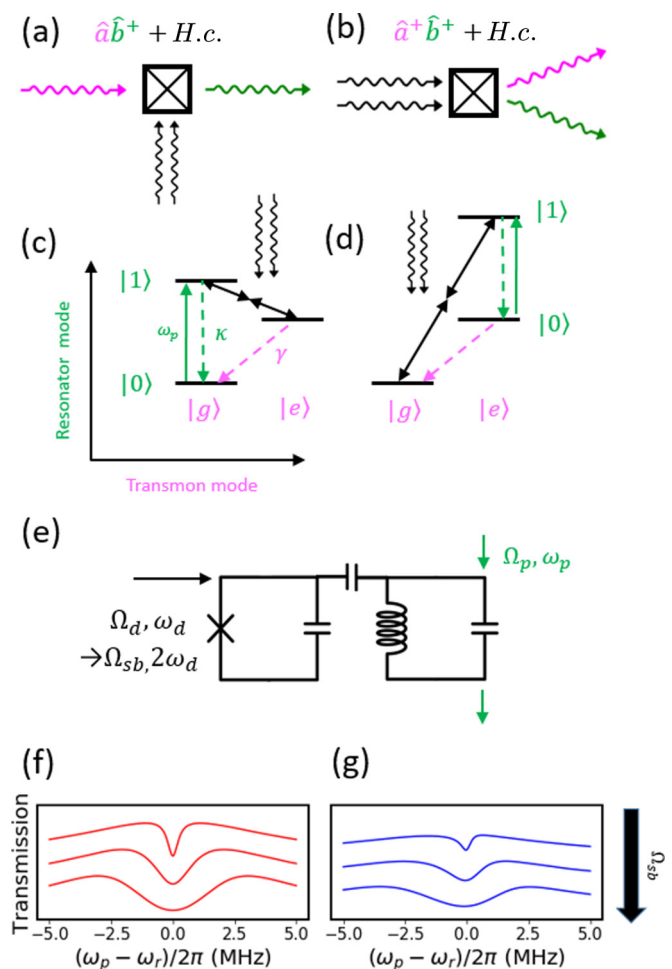 (a)
âb̂⁺ + H.c.
(b)
â⁺b̂⁺ + H.c.
(c)
(d)
|1⟩
|1⟩
ω_p
κ
|0⟩
γ
|0⟩
|g⟩ |e⟩
|g⟩ |e⟩
Resonator mode
Transmon mode
(e)
Ω_p, ω_p
Ω_d, ω_d
→Ω_sb, 2ω_d
(f)
(g)
Transmission
Ω_sb
−5.0 −2.5 0.0 2.5 5.0
−5.0 −2.5 0.0 2.5 5.0
(ω_p − ω_r)/2π (MHz)
(ω_p − ω_r)/2π (MHz)